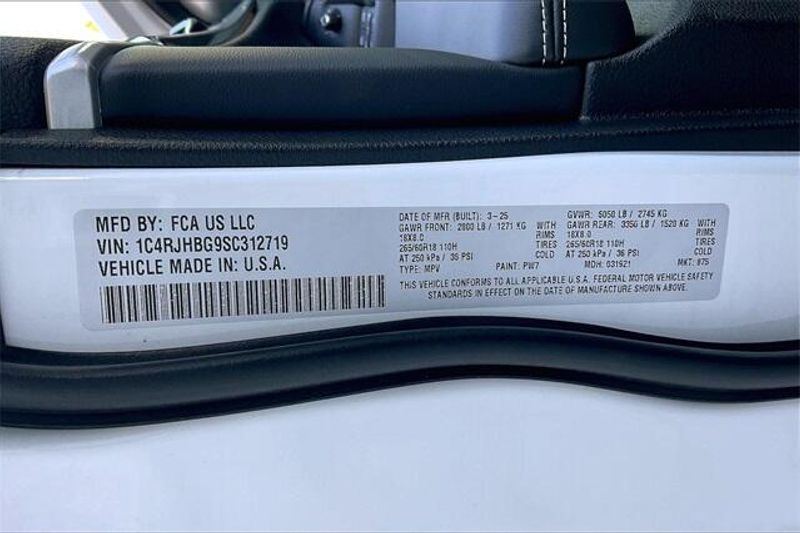 MFD BY: FCA US LLC
VIN: 1C4RJHBG9SC312719
VEHICLE MADE IN: U.S.A.
DATE OF MFR (BUILT): 3-25 GVWR: 6050 LB / 2745 KG
GAWR FRONT: 2800 LB / 1271 KG WITH GAWR REAR: 3350 LB / 1520 KG WITH
18X8.0 RIMS 18X8.0 RIMS
265/60R18 110H TIRES 265/60R18 110H TIRES
AT 250 kPa / 36 PSI COLD AT 250 kPa / 36 PSI COLD
TYPE: MPV PAINT: PW7 MDH: 031921 MKT: 875
THIS VEHICLE CONFORMS TO ALL APPLICABLE U.S.A. FEDERAL MOTOR VEHICLE SAFETY
STANDARDS IN EFFECT ON THE DATE OF MANUFACTURE SHOWN ABOVE.